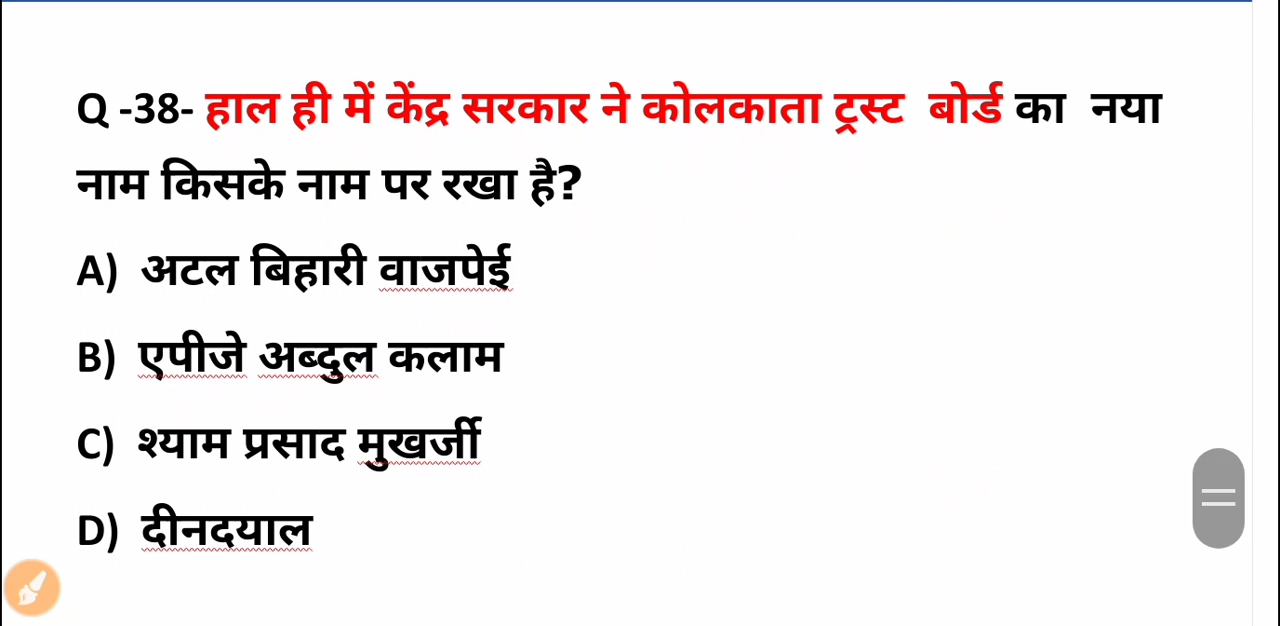 Q -38- हाल ही में केंद्र सरकार ने कोलकाता ट्रस्ट बोर्ड का नया
नाम किसके नाम पर रखा है?
A) अटल बिहारी वाजपेई
B) एपीजे अब्दुल कलाम
C) श्याम प्रसाद मुखर्जी
D) दीनदयाल